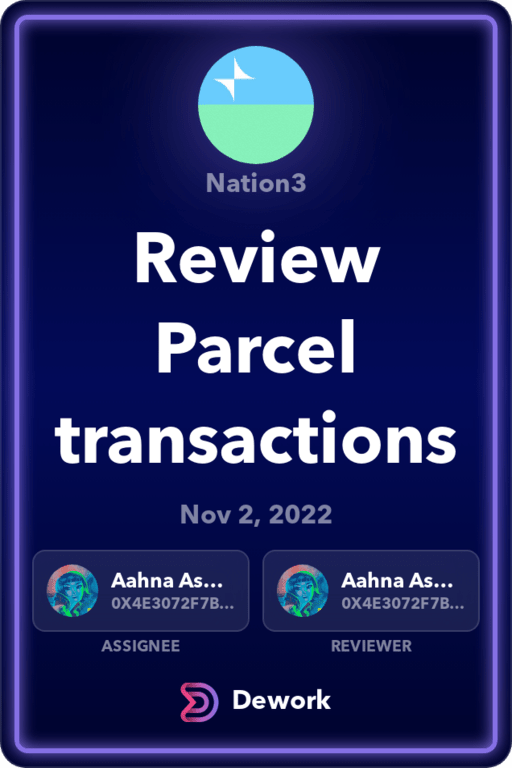 Nation3
Review
Parcel
transactions
Nov 2, 2022
Aahna As...
0X4E3072F7B...
Aahna As...
0X4E3072F7B...
ASSIGNEE
REVIEWER
Dework